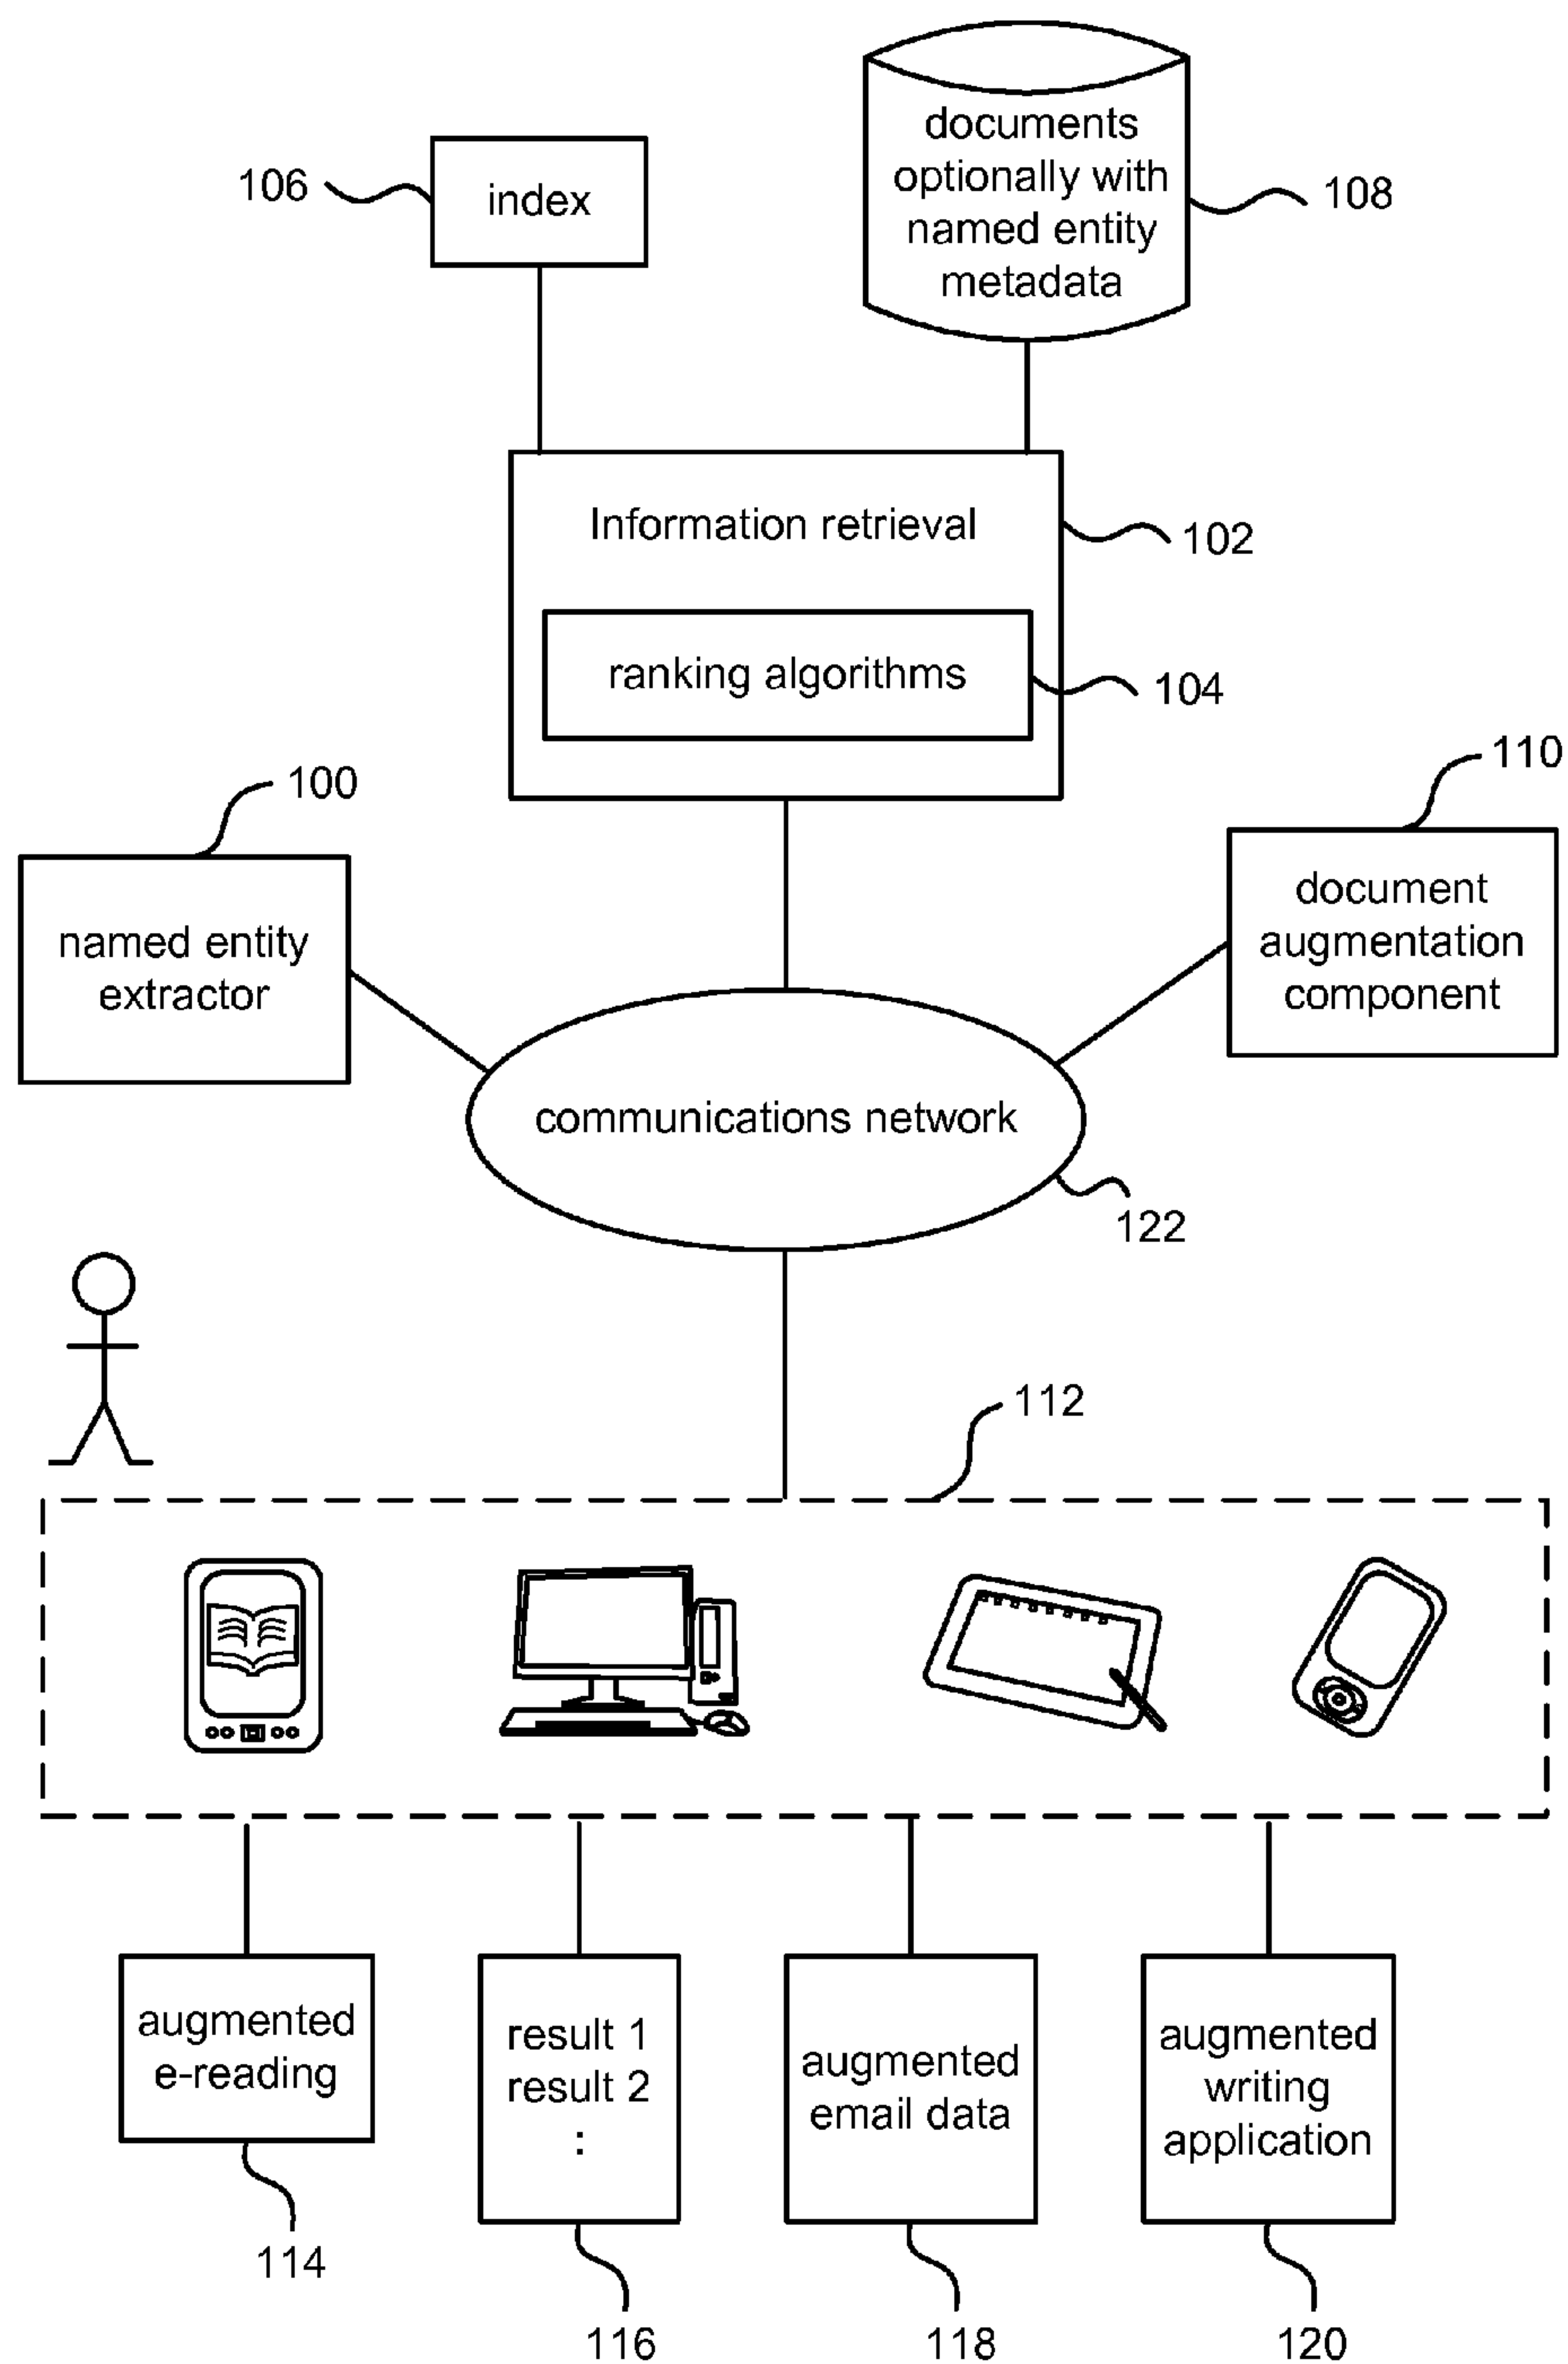 documents
optionally with
named entity
metadata
108
106
index
Information retrieval
102
ranking algorithms
104
100
110
named entity
extractor
document
augmentation
component
communications network
122
112
augmented
e-reading
result 1
result 2
:
augmented
email data
augmented
writing
application
114
116
118
120